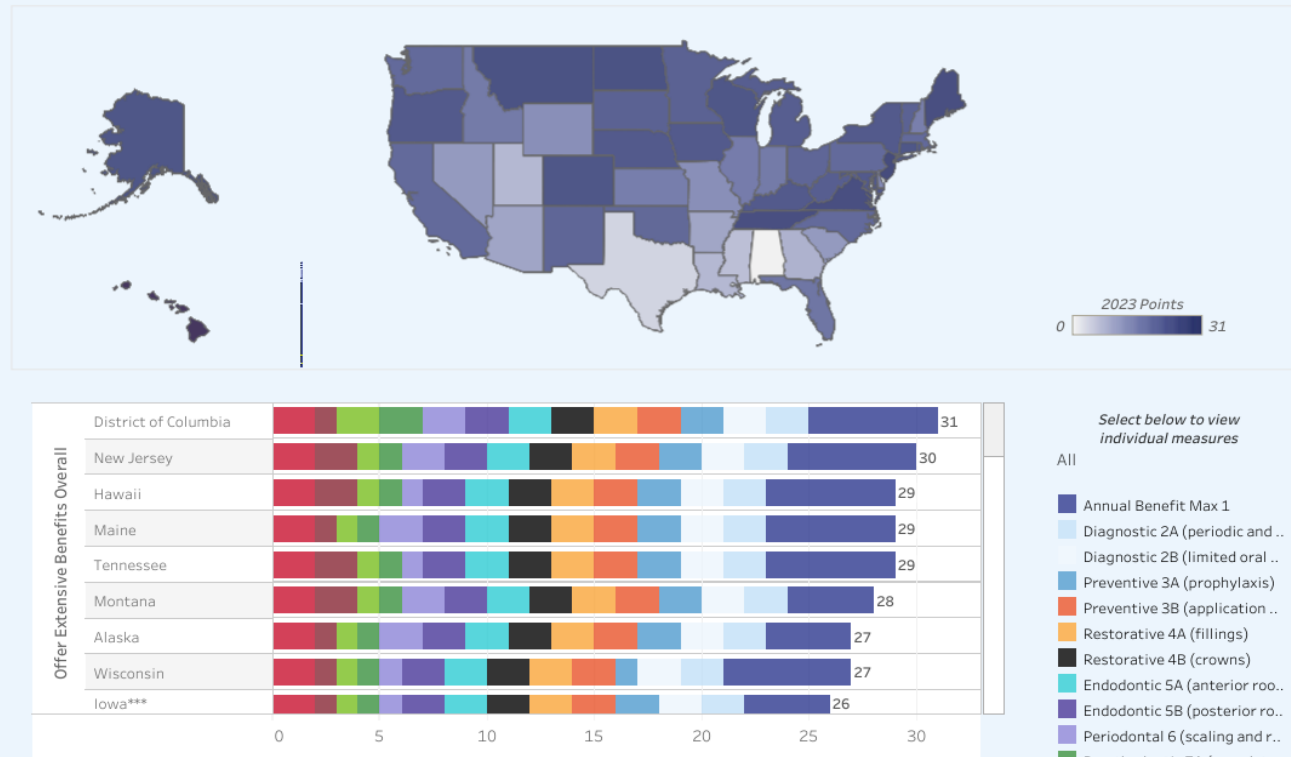 2023 Points
0 31
Offer Extensive Benefits Overall
District of Columbia 31
New Jersey 30
Hawaii 29
Maine 29
Tennessee 29
Montana 28
Alaska 27
Wisconsin 27
Iowa*** 26
0 5 10 15 20 25 30
Select below to view
individual measures
All
Annual Benefit Max 1
Diagnostic 2A (periodic and ..
Diagnostic 2B (limited oral ..
Preventive 3A (prophylaxis)
Preventive 3B (application ..
Restorative 4A (fillings)
Restorative 4B (crowns)
Endodontic 5A (anterior roo..
Endodontic 5B (posterior ro..
Periodontal 6 (scaling and r..